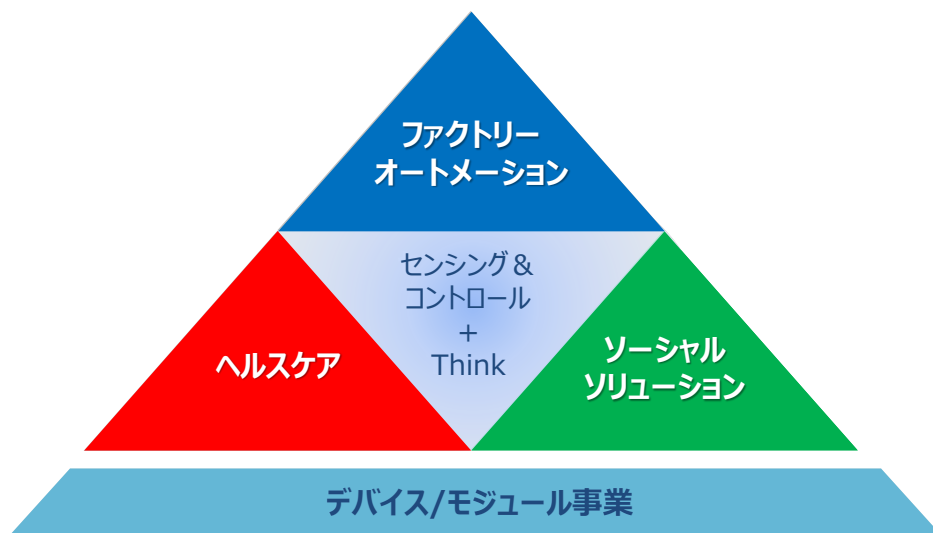 ファクトリー
オートメーション
センシング&
コントロール
+
Think
ヘルスケア
ソーシャル
ソリューション
デバイス/モジュール事業